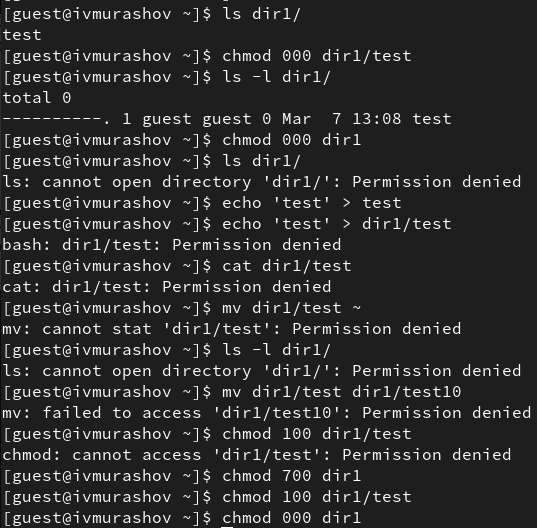 [guest@ivmurashov ~]$ ls dir1/
test
[guest@ivmurashov ~]$ chmod 000 dir1/test
[guest@ivmurashov ~]$ ls -l dir1/
total 0
----------. 1 guest guest 0 Mar  7 13:08 test
[guest@ivmurashov ~]$ chmod 000 dir1
[guest@ivmurashov ~]$ ls dir1/
ls: cannot open directory 'dir1/': Permission denied
[guest@ivmurashov ~]$ echo 'test' > test
[guest@ivmurashov ~]$ echo 'test' > dir1/test
bash: dir1/test: Permission denied
[guest@ivmurashov ~]$ cat dir1/test
cat: dir1/test: Permission denied
[guest@ivmurashov ~]$ mv dir1/test ~
mv: cannot stat 'dir1/test': Permission denied
[guest@ivmurashov ~]$ ls -l dir1/
ls: cannot open directory 'dir1/': Permission denied
[guest@ivmurashov ~]$ mv dir1/test dir1/test10
mv: failed to access 'dir1/test10': Permission denied
[guest@ivmurashov ~]$ chmod 100 dir1/test
chmod: cannot access 'dir1/test': Permission denied
[guest@ivmurashov ~]$ chmod 700 dir1
[guest@ivmurashov ~]$ chmod 100 dir1/test
[guest@ivmurashov ~]$ chmod 000 dir1